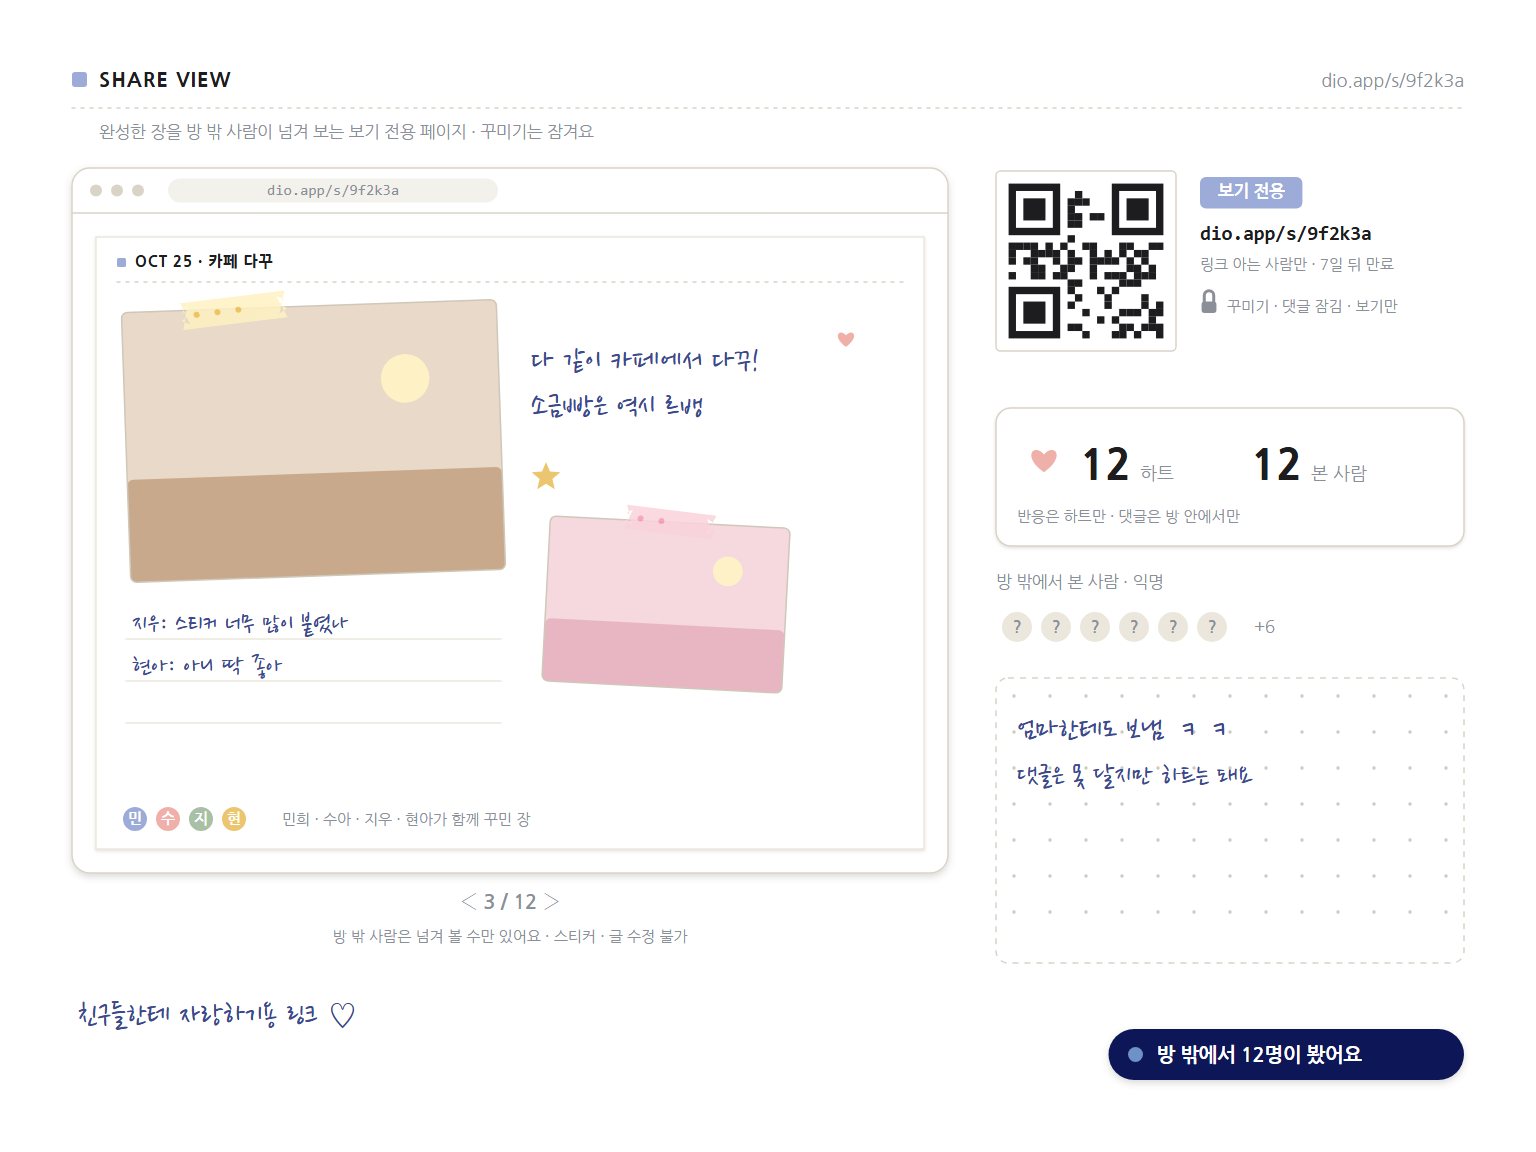 SHARE VIEW
dio.app/s/9f2k3a
완성한 장을 방 밖 사람이 넘겨 보는 보기 전용 페이지 · 꾸미기는 잠겨요
dio.app/s/9f2k3a
OCT 25 · 카페 다꾸
다 같이 카페에서 다꾸!
소금빵은 역시 르뱅
지우: 스티커 너무 많이 붙였나
현아: 아니 딱 좋아
민 수 지 현
민희 · 수아 · 지우 · 현아가 함께 꾸민 장
< 3 / 12 >
방 밖 사람은 넘겨 볼 수만 있어요 · 스티커 · 글 수정 불가
친구들한테 자랑하기용 링크 ♡
보기 전용
dio.app/s/9f2k3a
링크 아는 사람만 · 7일 뒤 만료
꾸미기 · 댓글 잠김 · 보기만
12 하트
12 본 사람
반응은 하트만 · 댓글은 방 안에서만
방 밖에서 본 사람 · 익명
? ? ? ? ? ? +6
엄마한테도 보냄 ㅋ ㅋ
댓글은 못 달지만 하트는 돼요
방 밖에서 12명이 봤어요